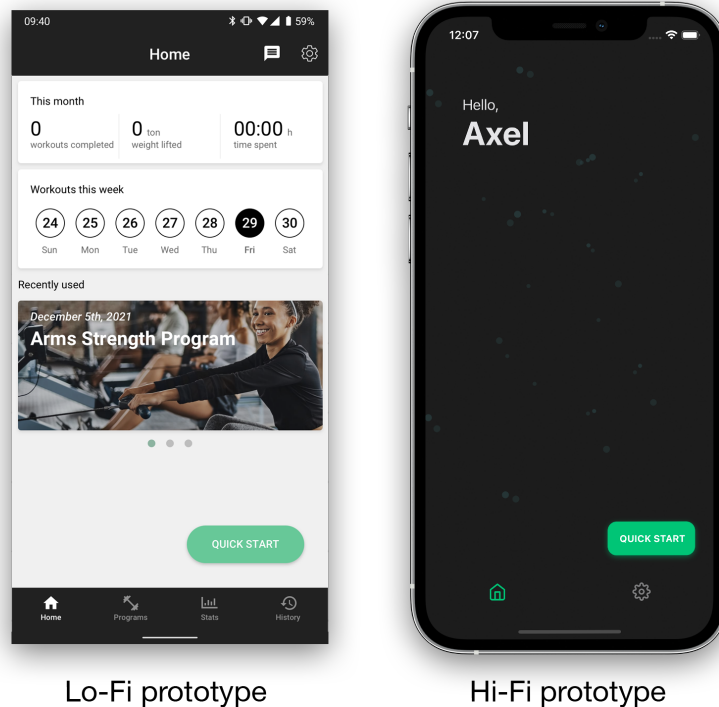 09:40
59%
Home
This month
0
workouts completed
0 ton
weight lifted
00:00 h
time spent
Workouts this week
24 25 26 27 28 29 30
Sun Mon Tue Wed Thu Fri Sat
Recently used
December 5th, 2021
Arms Strength Program
QUICK START
Home Programs Stats History
Lo-Fi prototype
12:07
Hello,
Axel
QUICK START
Hi-Fi prototype